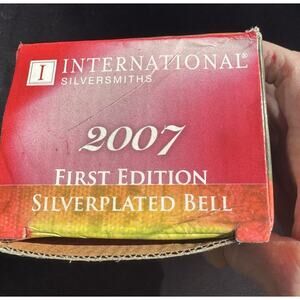 I INTERNATIONAL®
SILVERSMITHS
2007
FIRST EDITION
SILVERPLATED BELL